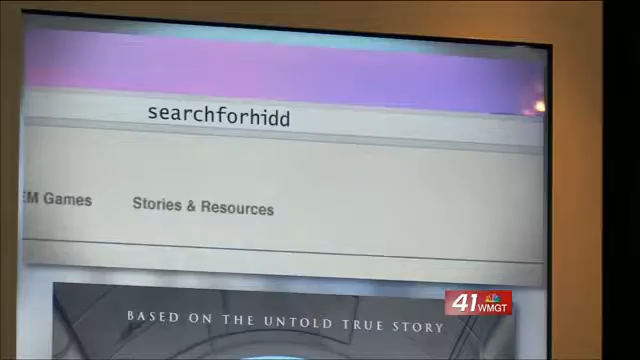 searchforhidd
EM Games
Stories & Resources
BASED ON THE UNTOLD TRUE STORY
41
WMGT